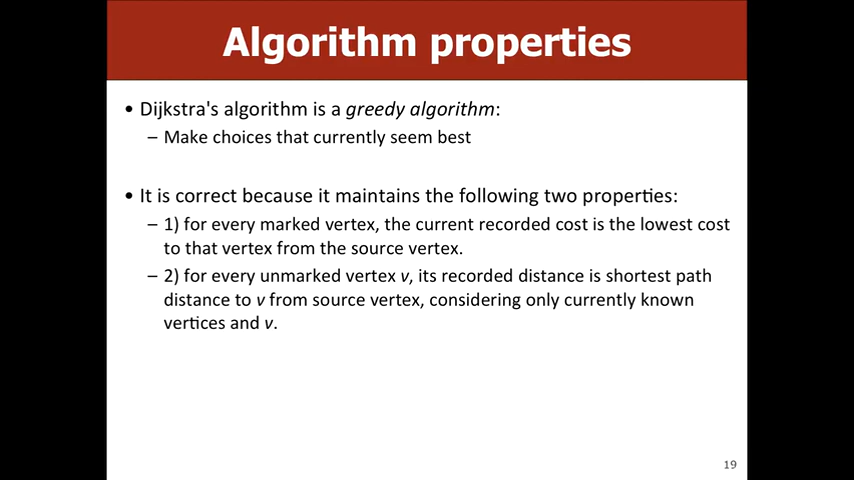 Algorithm properties
• Dijkstra's algorithm is a greedy algorithm:
– Make choices that currently seem best
• It is correct because it maintains the following two properties:
– 1) for every marked vertex, the current recorded cost is the lowest cost
to that vertex from the source vertex.
– 2) for every unmarked vertex v, its recorded distance is shortest path
distance to v from source vertex, considering only currently known
vertices and v.
19